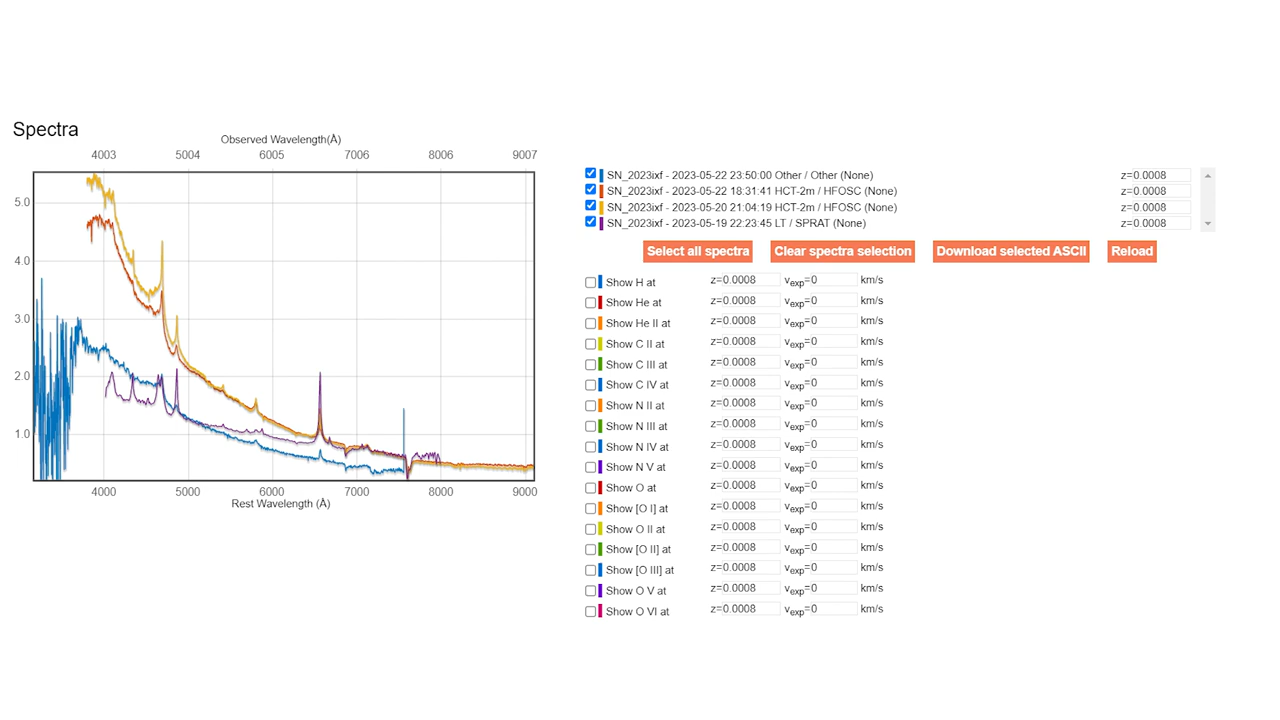 Spectra
Observed Wavelength(Å)
4003 5004 6005 7006 8006 9007
5.0
4.0
3.0
2.0
1.0
4000 5000 6000 7000 8000 9000
Rest Wavelength (Å)
SN_2023ixf - 2023-05-22 23:50:00 Other / Other (None) z=0.0008
SN_2023ixf - 2023-05-22 18:31:41 HCT-2m / HFOSC (None) z=0.0008
SN_2023ixf - 2023-05-20 21:04:19 HCT-2m / HFOSC (None) z=0.0008
SN_2023ixf - 2023-05-19 22:23:45 LT / SPRAT (None) z=0.0008
Select all spectra Clear spectra selection Download selected ASCII Reload
Show H at z=0.0008 vexp=0 km/s
Show He at z=0.0008 vexp=0 km/s
Show He II at z=0.0008 vexp=0 km/s
Show C II at z=0.0008 vexp=0 km/s
Show C III at z=0.0008 vexp=0 km/s
Show C IV at z=0.0008 vexp=0 km/s
Show N II at z=0.0008 vexp=0 km/s
Show N III at z=0.0008 vexp=0 km/s
Show N IV at z=0.0008 vexp=0 km/s
Show N V at z=0.0008 vexp=0 km/s
Show O at z=0.0008 vexp=0 km/s
Show [O I] at z=0.0008 vexp=0 km/s
Show O II at z=0.0008 vexp=0 km/s
Show [O II] at z=0.0008 vexp=0 km/s
Show [O III] at z=0.0008 vexp=0 km/s
Show O V at z=0.0008 vexp=0 km/s
Show O VI at z=0.0008 vexp=0 km/s